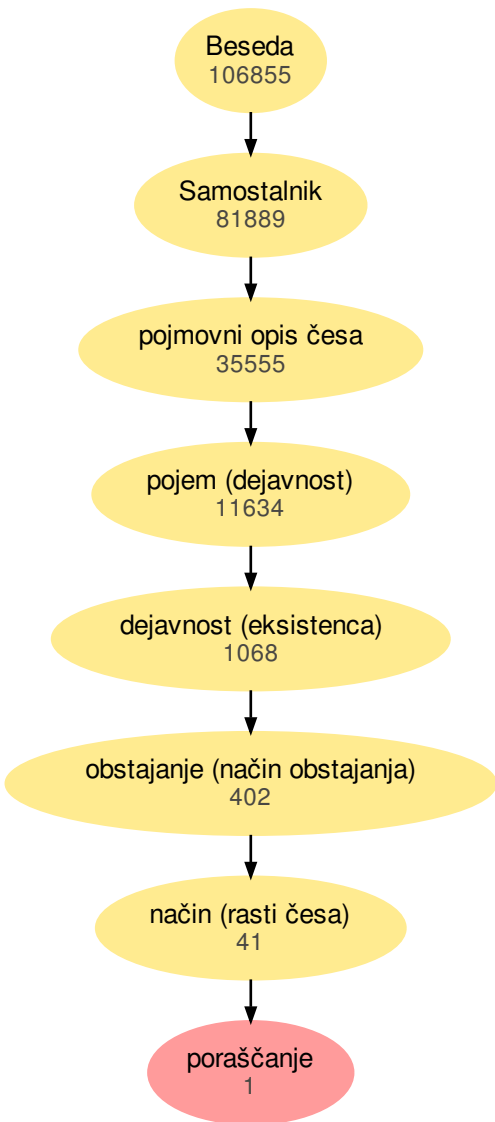 Beseda
106855
Samostalnik
81889
pojmovni opis česa
35555
pojem (dejavnost)
11634
dejavnost (eksistenca)
1068
obstajanje (način obstajanja)
402
način (rasti česa)
41
poraščanje
1